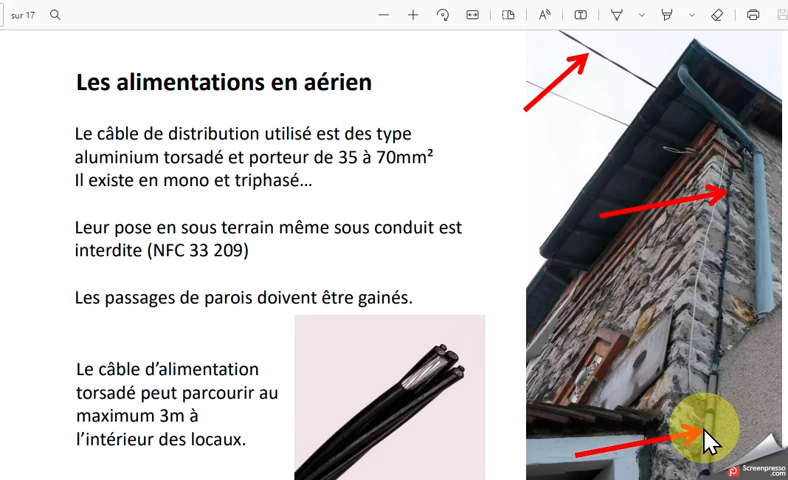 sur 17
Les alimentations en aérien
Le câble de distribution utilisé est des type
aluminium torsadé et porteur de 35 à 70mm²
Il existe en mono et triphasé…
Leur pose en sous terrain même sous conduit est
interdite (NFC 33 209)
Les passages de parois doivent être gainés.
Le câble d’alimentation
torsadé peut parcourir au
maximum 3m à
l’intérieur des locaux.
Screenpresso
.com